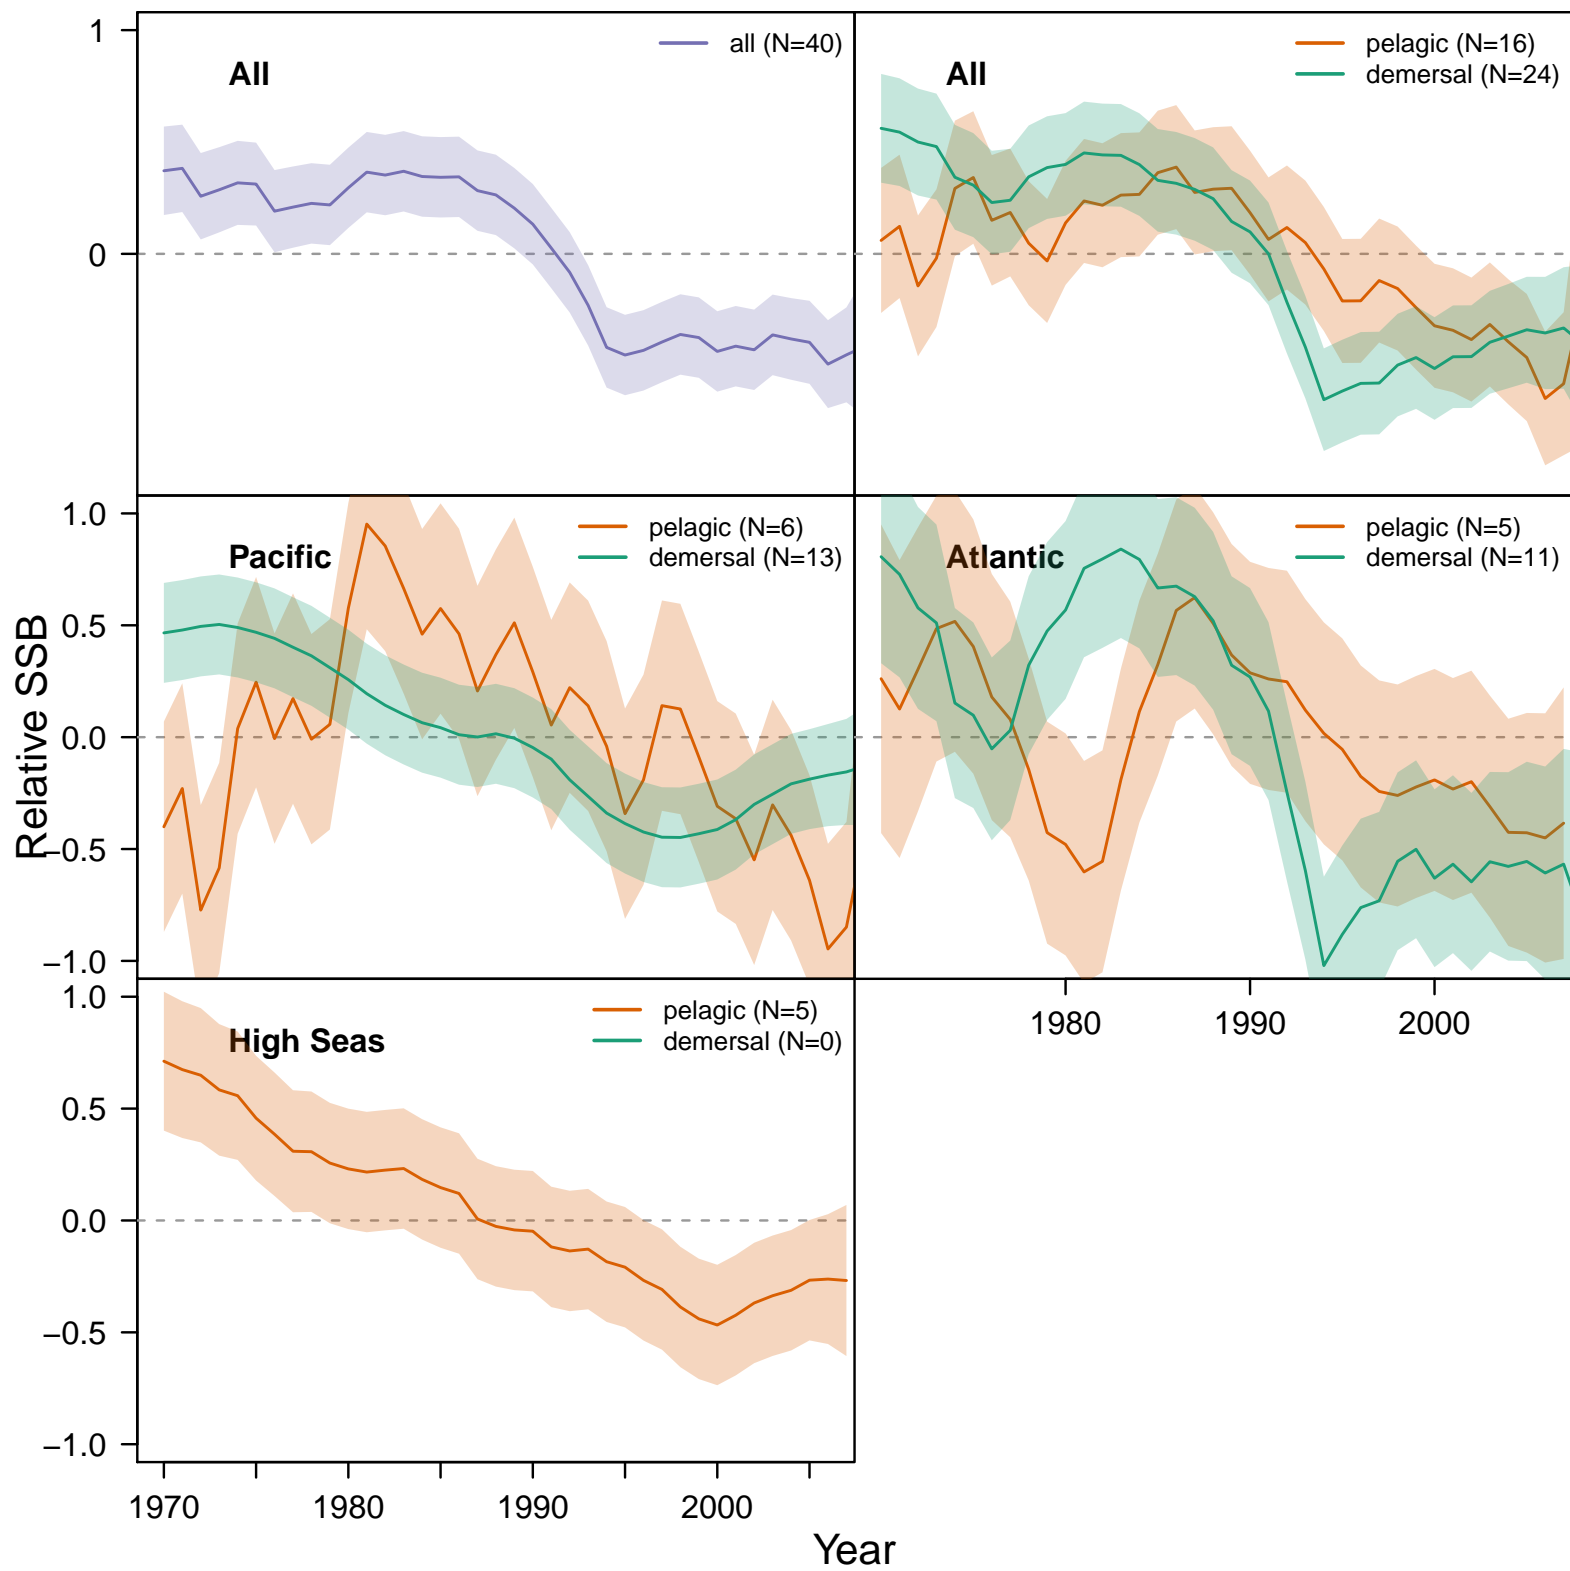 1
0
All
all (N=40)
All
pelagic (N=16)
demersal (N=24)
Relative SSB
1.0
0.5
0.0
−0.5
−1.0
Pacific
pelagic (N=6)
demersal (N=13)
Atlantic
pelagic (N=5)
demersal (N=11)
1980
1990
2000
1.0
0.5
0.0
−0.5
−1.0
High Seas
pelagic (N=5)
demersal (N=0)
1970
1980
1990
2000
Year